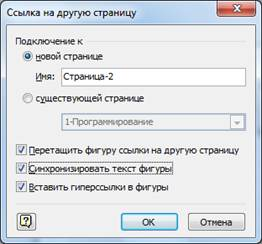 Ссылка на другую страницу
Подключение к
новой странице
Имя: Страница-2
существующей странице
1-Программирование
Перетащить фигуру ссылки на другую страницу
Синхронизировать текст фигуры
Вставить гиперссылки в фигуры
? ОК Отмена